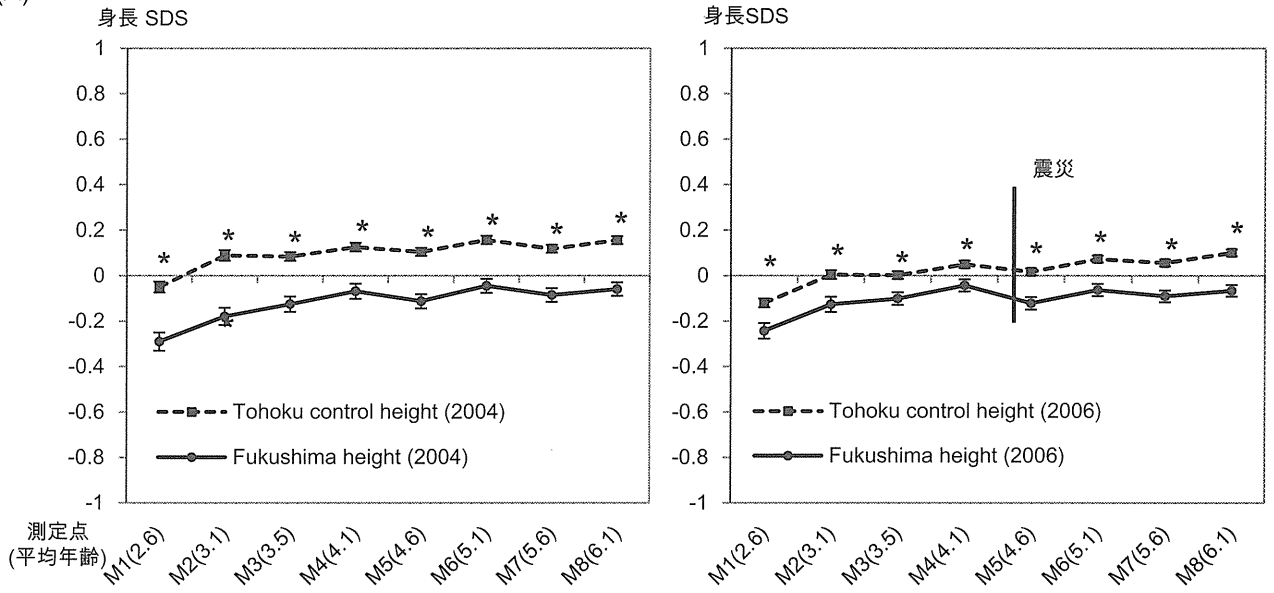 身長 SDS
1
0.8
0.6
0.4
0.2
0
-0.2
-0.4
-0.6
-0.8
-1
* * * * * * * *
Tohoku control height (2004)
Fukushima height (2004)
測定点
(平均年齢)
M1(2.6) M2(3.1) M3(3.5) M4(4.1) M5(4.6) M6(5.1) M7(5.6) M8(6.1)
身長SDS
1
0.8
0.6
0.4
0.2
0
-0.2
-0.4
-0.6
-0.8
-1
震災
* * * * * * * *
Tohoku control height (2006)
Fukushima height (2006)
M1(2.6) M2(3.1) M3(3.5) M4(4.1) M5(4.6) M6(5.1) M7(5.6) M8(6.1)